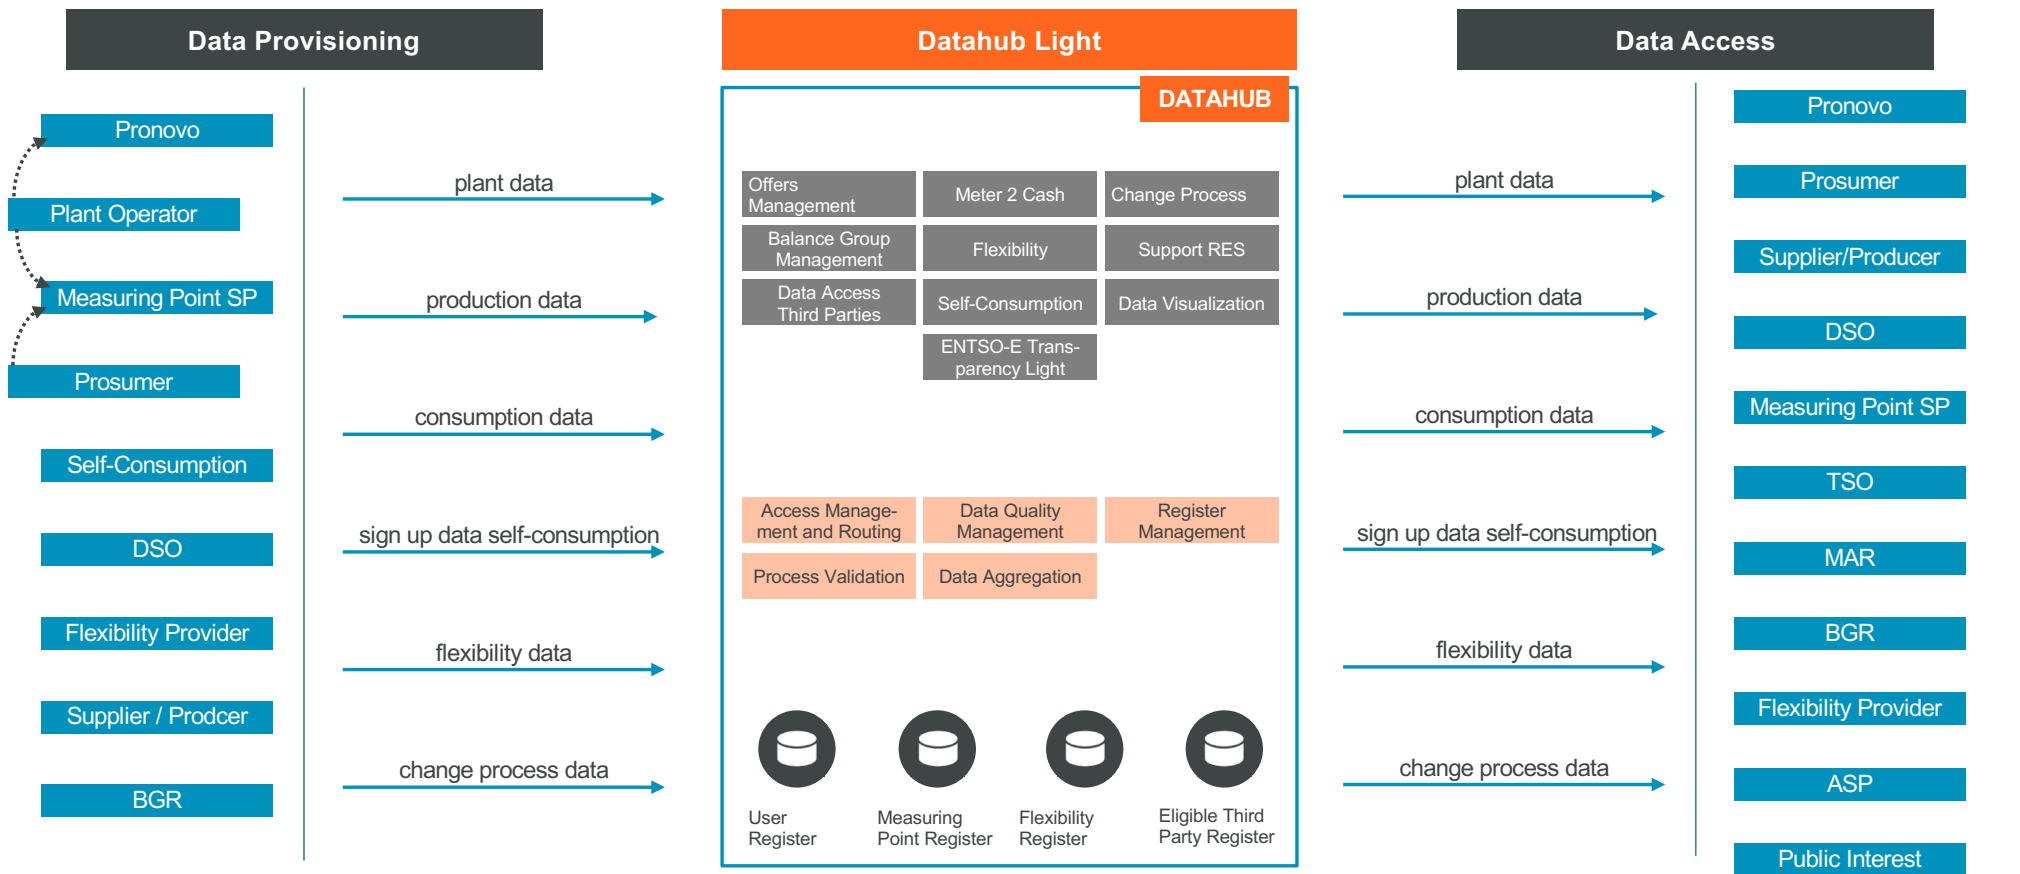 Data Provisioning
Pronovo
Plant Operator
Measuring Point SP
Prosumer
Self-Consumption
DSO
Flexibility Provider
Supplier / Prodcer
BGR
plant data
production data
consumption data
sign up data self-consumption
flexibility data
change process data
Datahub Light
DATAHUB
Offers
Management
Meter 2 Cash
Change Process
Balance Group
Management
Flexibility
Support RES
Data Access
Third Parties
Self-Consumption
Data Visualization
ENTSO-E Trans-
parency Light
Access Manage-
ment and Routing
Data Quality
Management
Register
Management
Process Validation
Data Aggregation
User
Register
Measuring
Point Register
Flexibility
Register
Eligible Third
Party Register
plant data
production data
consumption data
sign up data self-consumption
flexibility data
change process data
Data Access
Pronovo
Prosumer
Supplier/Producer
DSO
Measuring Point SP
TSO
MAR
BGR
Flexibility Provider
ASP
Public Interest